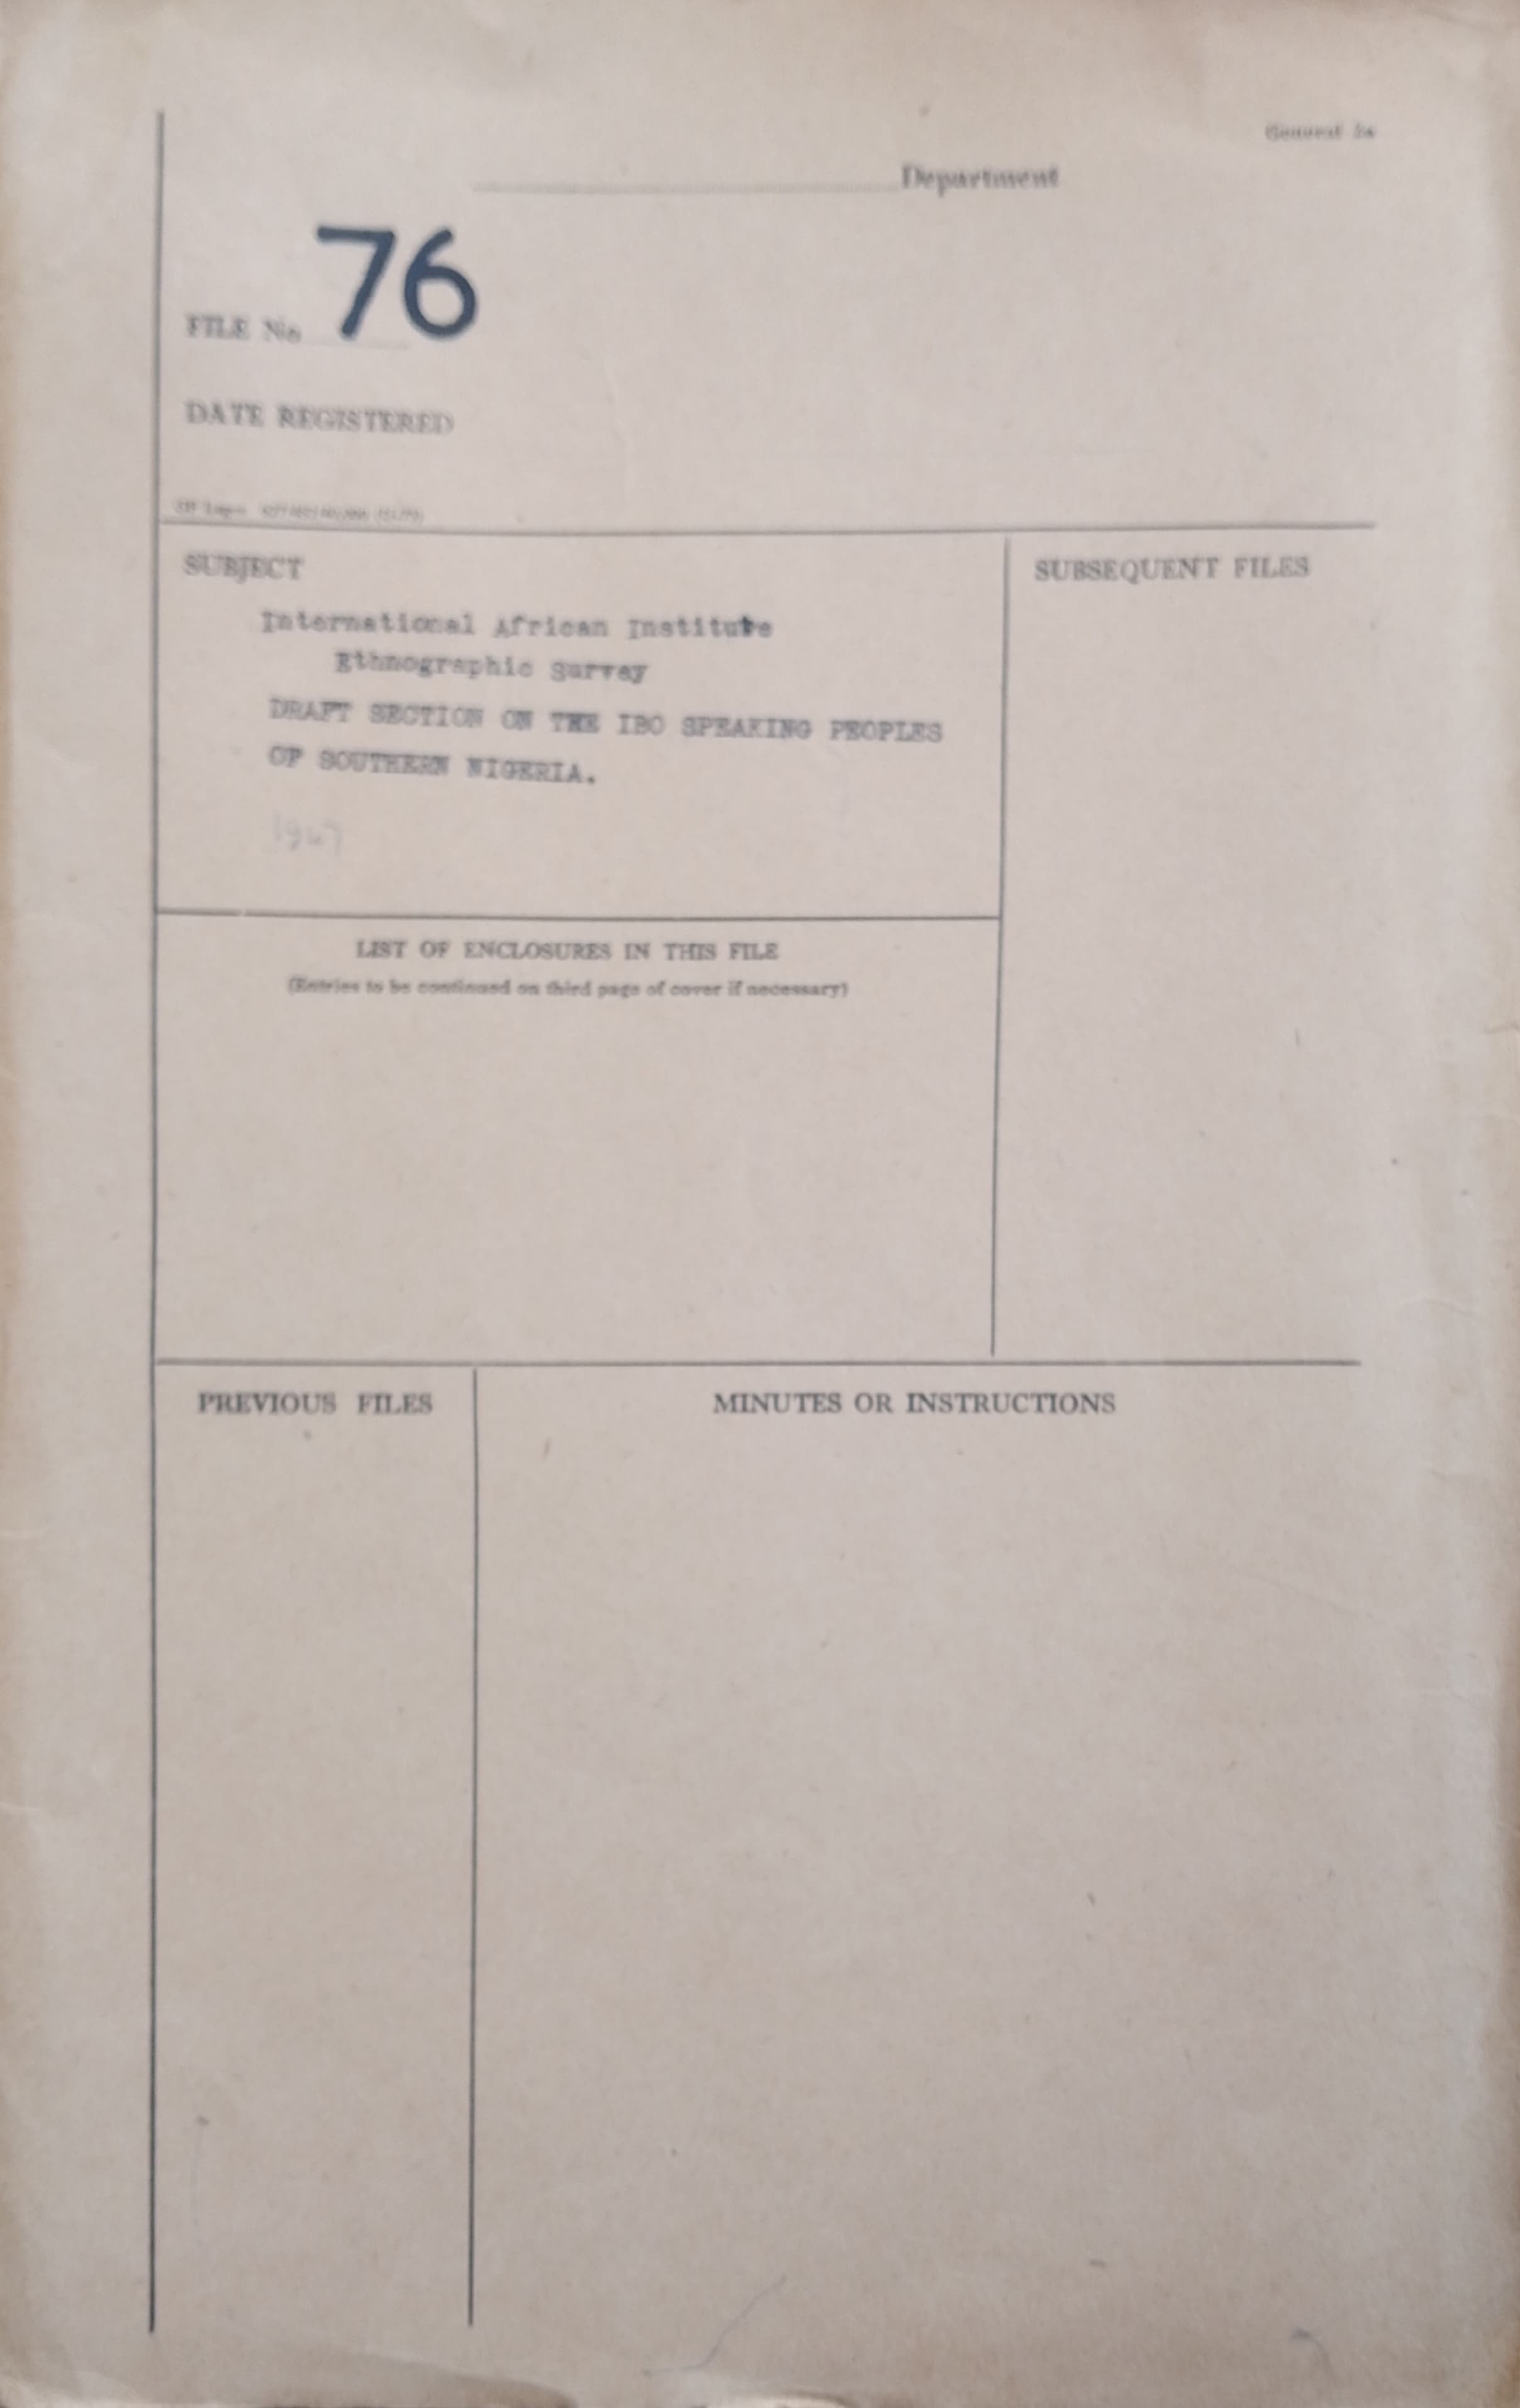 General
Department
76
FILE No
DATE REGISTERED
SUBJECT
International African Institute
Ethnographic Survey
DRAFT SECTION ON THE IBO SPEAKING PEOPLES
OF SOUTHERN NIGERIA.
SUBSEQUENT FILES
LIST OF ENCLOSURES IN THIS FILE
(Entries to be continued on third page of cover if necessary)
PREVIOUS FILES
MINUTES OR INSTRUCTIONS